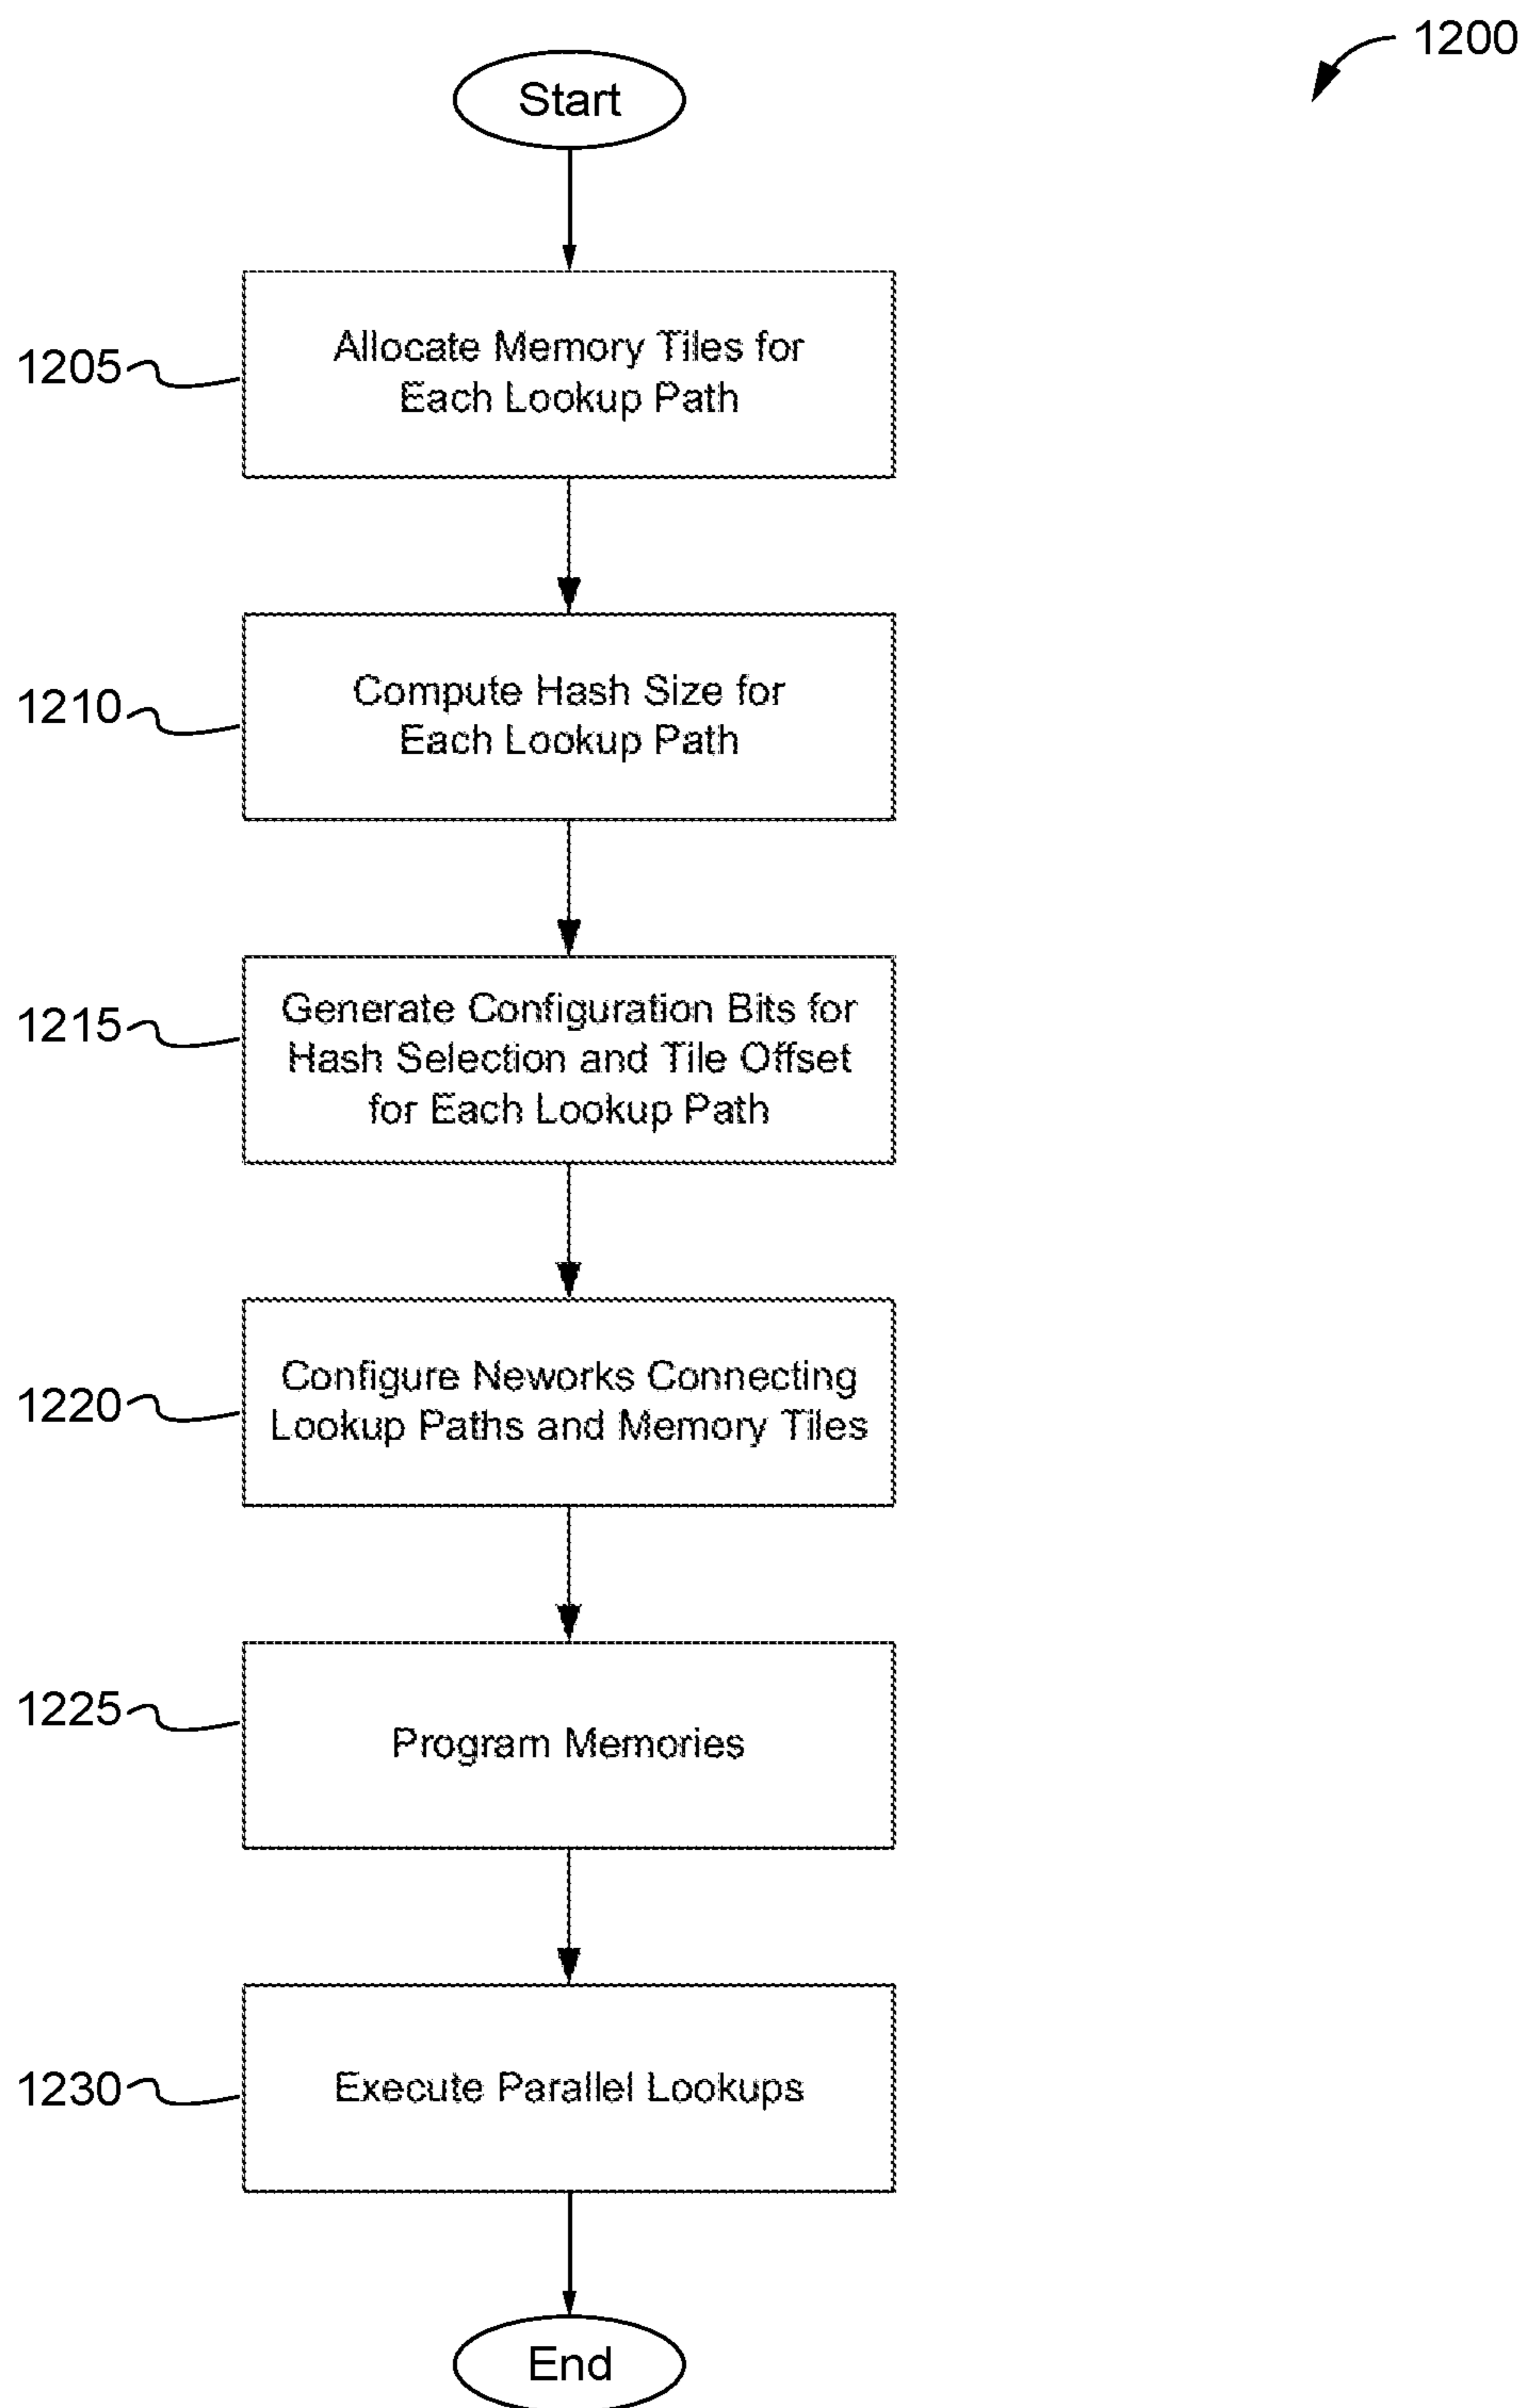 1200
Start
1205
Allocate Memory Tiles for
Each Lookup Path
1210
Compute Hash Size for
Each Lookup Path
1215
Generate Configuration Bits for
Hash Selection and Tile Offset
for Each Lookup Path
1220
Configure Neworks Connecting
Lookup Paths and Memory Tiles
1225
Program Memories
1230
Execute Parallel Lookups
End